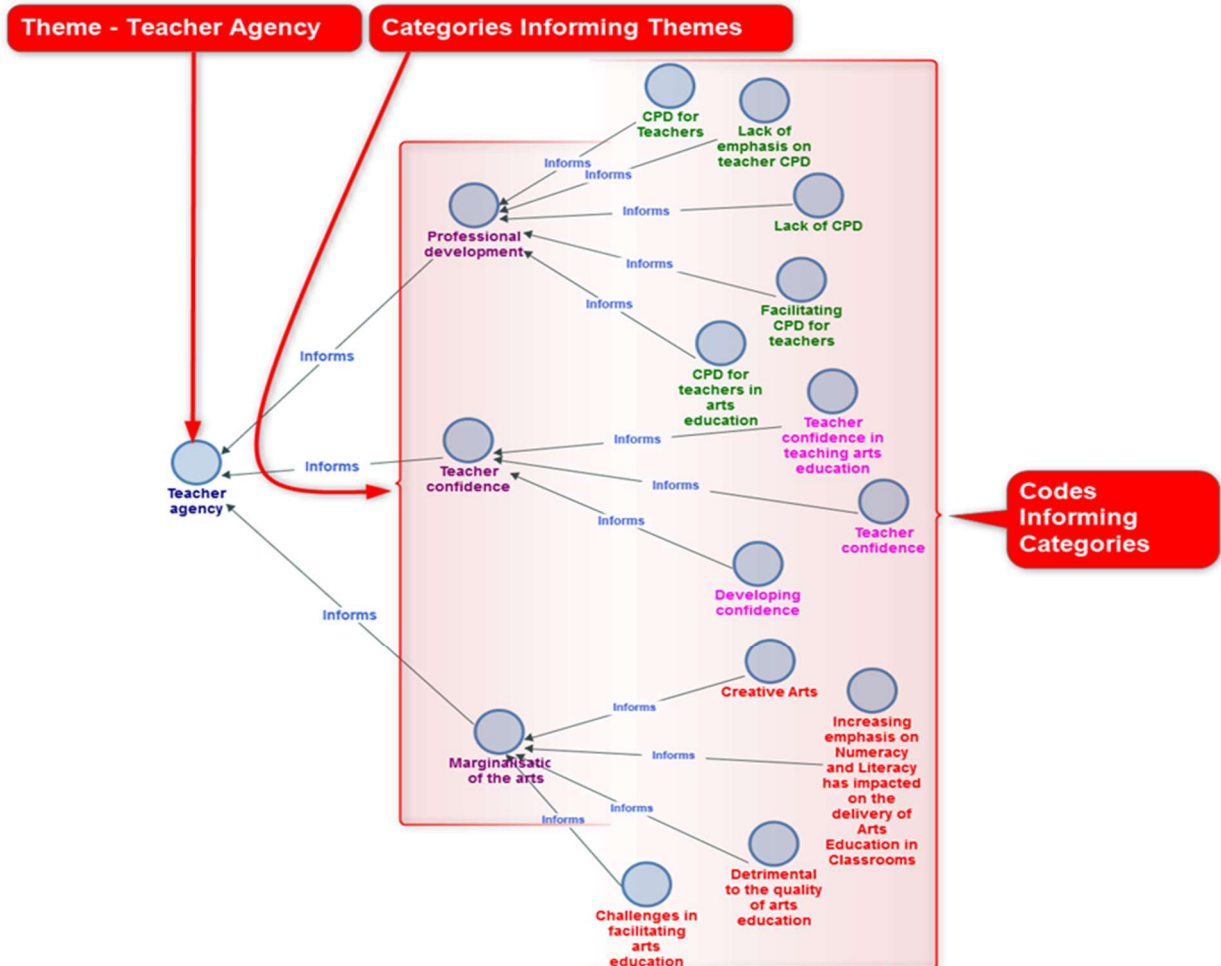 Theme - Teacher Agency
Categories Informing Themes
CPD for
Teachers
Lack of
emphasis on
teacher CPD
Informs
Informs
Informs
Lack of CPD
Professional
development
Informs
Facilitating
CPD for
teachers
Informs
CPD for
teachers in
arts
education
Informs
Teacher
confidence in
teaching arts
education
Informs
Teacher
confidence
Informs
Teacher
agency
Informs
Teacher
confidence
Informs
Developing
confidence
Codes
Informing
Categories
Informs
Creative Arts
Informs
Increasing
emphasis on
Numeracy
and Literacy
has impacted
on the
delivery of
Arts
Education in
Classrooms
Informs
Marginalisatic
of the arts
Informs
Informs
Detrimental
to the quality
of arts
education
Challenges in
facilitating
arts
education